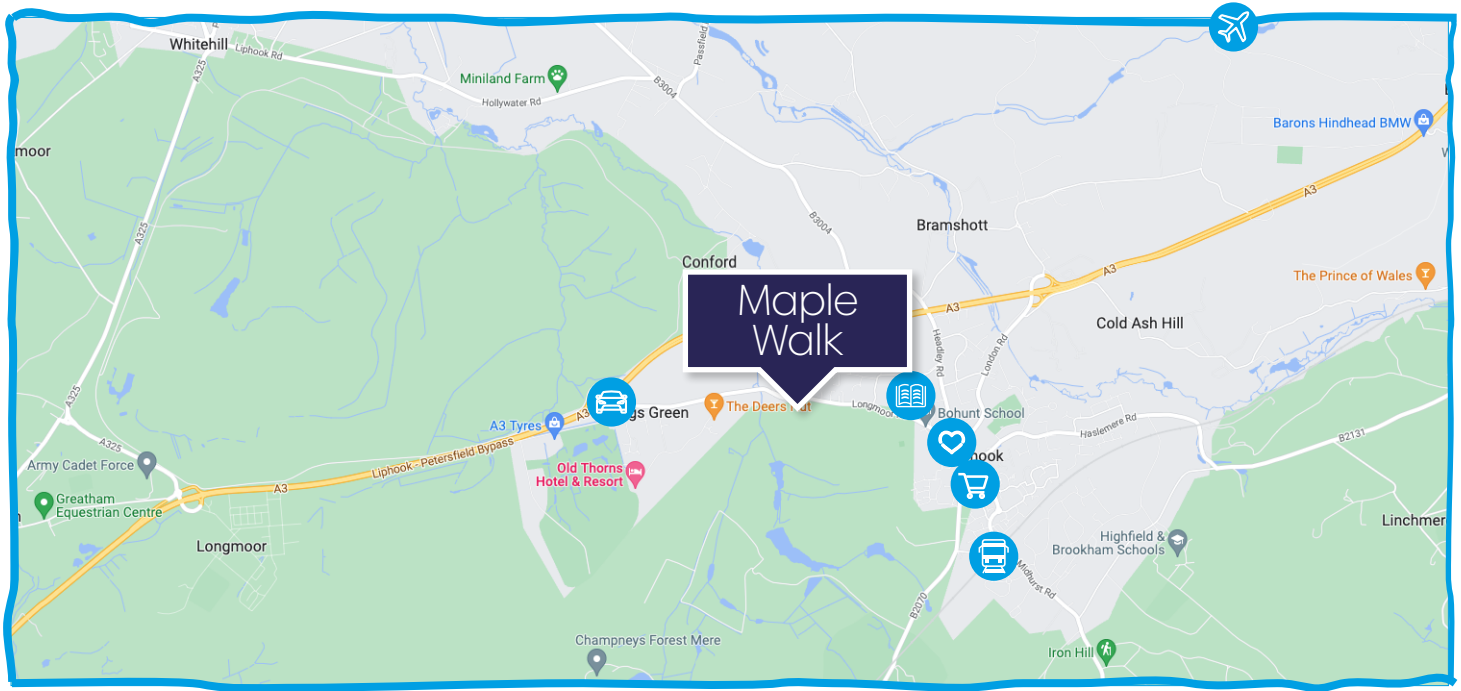 Whitehill
Liphook Rd
A325
Passfield
Miniland Farm
Hollywater Rd
B3004
Barons Hindhead BMW
moor
A3
A325
B3004
Bramshott
Conford
The Prince of Wales
A3
Maple
Walk
A3
Cold Ash Hill
Headley Rd
London Rd
A325
A3
gs Green
The Deers Hut
Longmoor
Bohunt School
Haslemere Rd
A3 Tyres
B2131
A325
Liphook - Petersfield Bypass
hook
Army Cadet Force
Old Thorns
Hotel & Resort
A3
Greatham
Equestrian Centre
Linchmer
Longmoor
Highfield &
Brookham Schools
Midhurst Rd
B2070
Champneys Forest Mere
Iron Hill